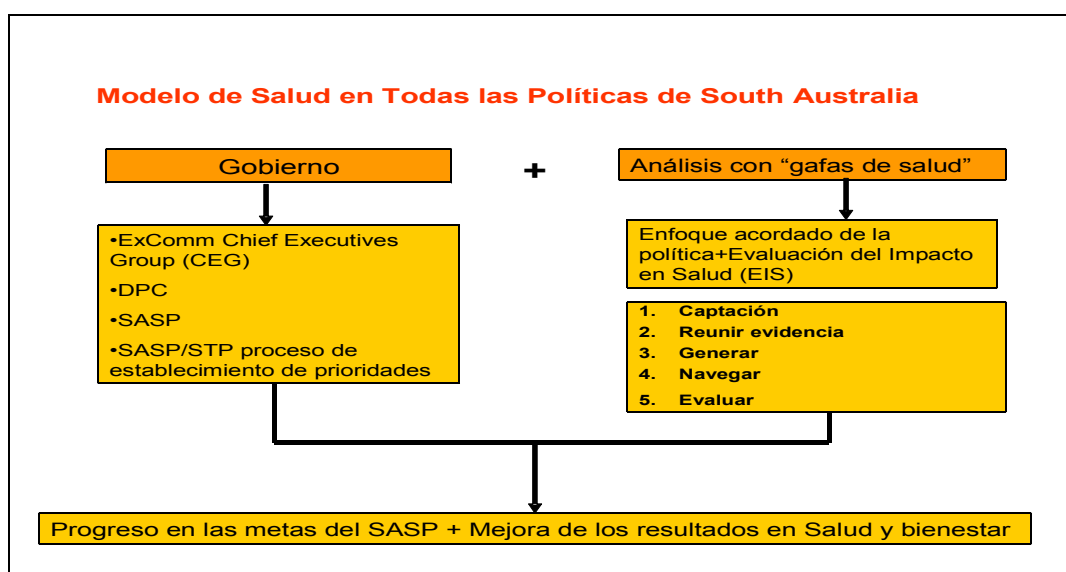 Modelo de Salud en Todas las Políticas de South Australia
Gobierno
+
Análisis con “gafas de salud”
•ExComm Chief Executives
Group (CEG)
•DPC
•SASP
•SASP/STP proceso de
establecimiento de prioridades
Enfoque acordado de la
política+Evaluación del Impacto
en Salud (EIS)
1. Captación
2. Reunir evidencia
3. Generar
4. Navegar
5. Evaluar
Progreso en las metas del SASP + Mejora de los resultados en Salud y bienestar